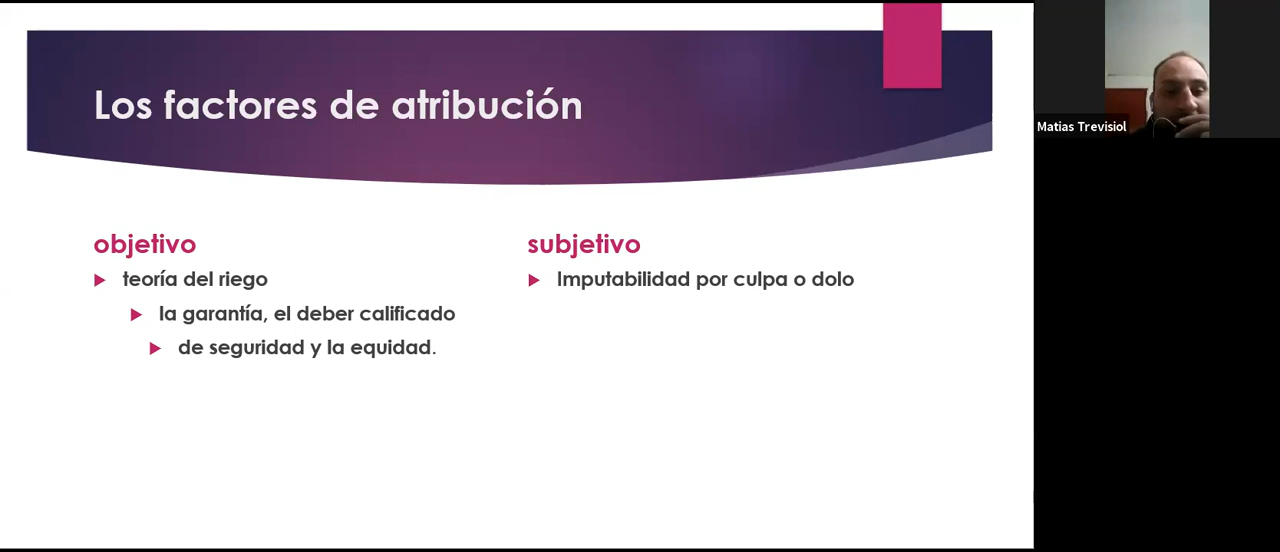 Los factores de atribución
objetivo
teoría del riego
la garantía, el deber calificado
de seguridad y la equidad.
subjetivo
Imputabilidad por culpa o dolo
Matias Trevisiol